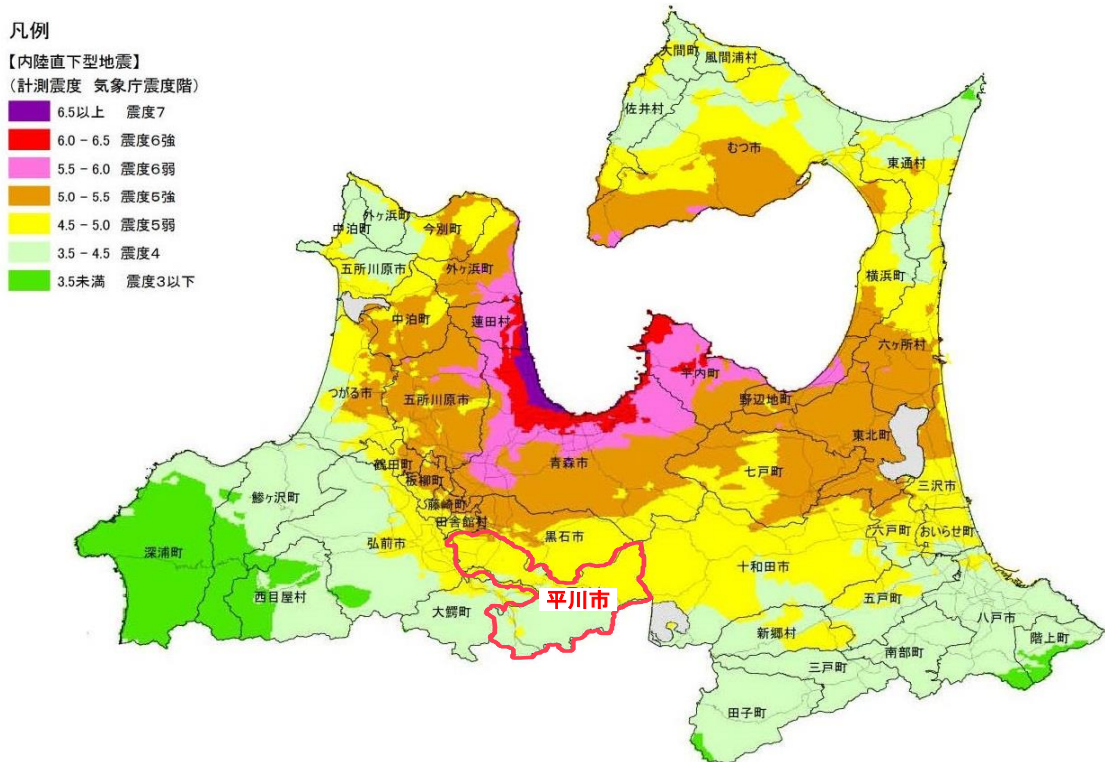 凡例
【内陸直下型地震】
(計測震度 気象庁震度階)
6.5以上 震度7
6.0 - 6.5 震度6強
5.5 - 6.0 震度6弱
5.0 - 5.5 震度5強
4.5 - 5.0 震度5弱
3.5 - 4.5 震度4
3.5未満 震度3以下
大間町
風間浦村
佐井村
むつ市
東通村
外ヶ浜町
中泊町
今別町
五所川原市
外ヶ浜町
横浜町
中泊町
蓬田村
六ヶ所村
平内町
つがる市
五所川原市
野辺地町
東北町
青森市
鶴田町
七戸町
板柳町
三沢市
鰺ヶ沢町
藤崎町
田舎館村
六戸町
おいらせ町
黒石市
弘前市
深浦町
十和田市
西目屋村
平川市
五戸町
大鰐町
八戸市
新郷村
階上町
南部町
三戸町
田子町